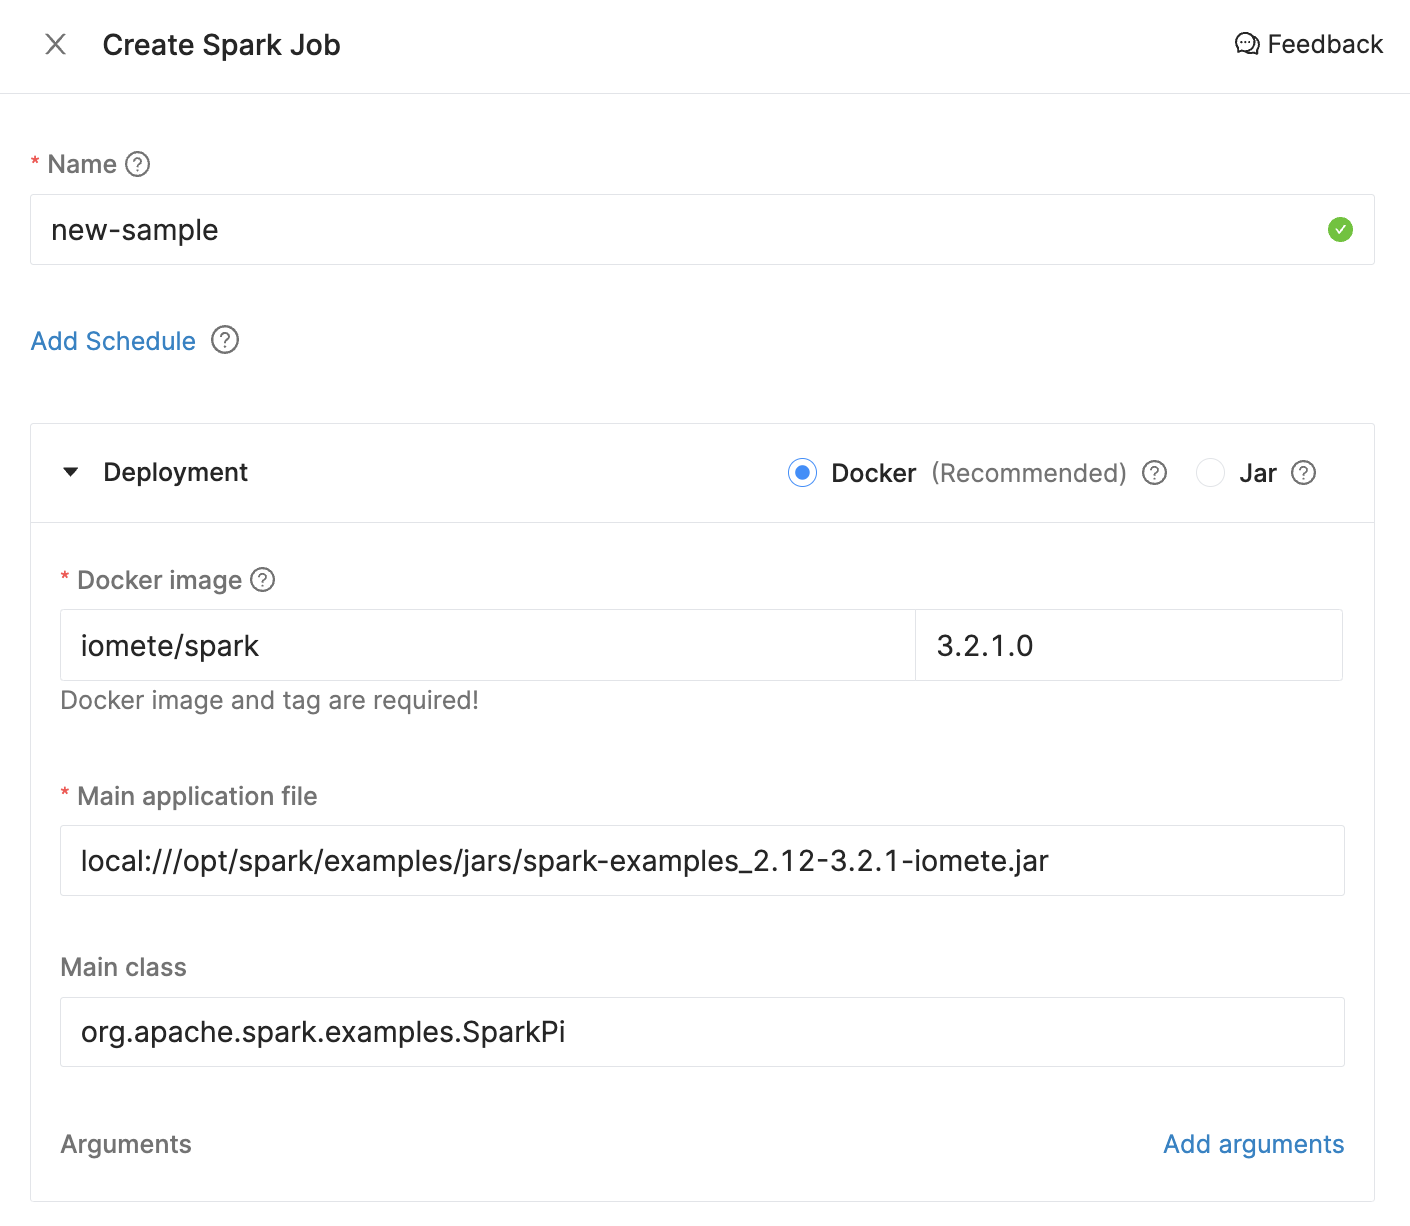 Create Spark Job
Feedback
* Name
new-sample
Add Schedule
Deployment
Docker (Recommended)
Jar
* Docker image
iomete/spark
3.2.1.0
Docker image and tag are required!
* Main application file
local:///opt/spark/examples/jars/spark-examples_2.12-3.2.1-iomete.jar
Main class
org.apache.spark.examples.SparkPi
Arguments
Add arguments